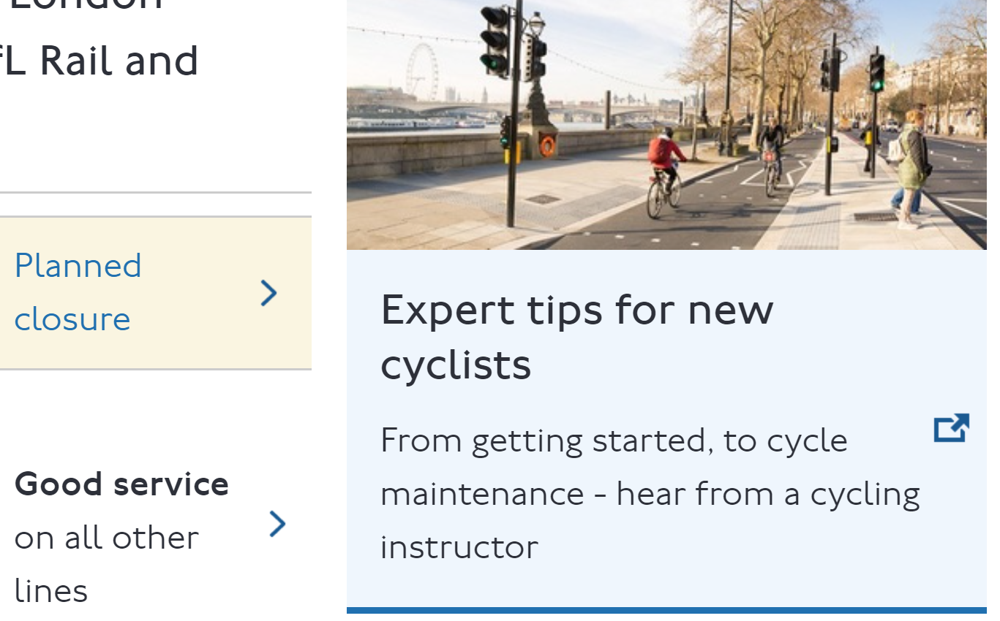 London
fL Rail and
Planned
closure
Good service
on all other
lines
Expert tips for new
cyclists
From getting started, to cycle
maintenance - hear from a cycling
instructor